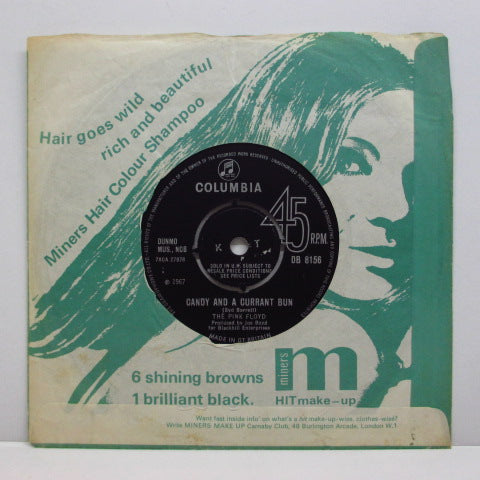 Hair goes wild
rich and beautiful
Miners Hair Colour Shampoo
COLUMBIA
45
R.P.M.
DUNMO
MUS., NCB
7XCA 27878
℗ 1967
K T
SOLD IN U.K. SUBJECT TO
RESALE PRICE CONDITIONS,
SEE PRICE LISTS
DB 8156
CANDY AND A CURRANT BUN
(Syd Barrett)
THE PINK FLOYD
Produced by Joe Boyd
for Blackhill Enterprises
MADE IN GT BRITAIN
6 shining browns
1 brilliant black.
miners
m
HIT make-up
Want fast inside info' on what's a hit make-up-wise, clothes-wise?
Write MINERS MAKE UP Carnaby Club, 46 Burlington Arcade, London W.1